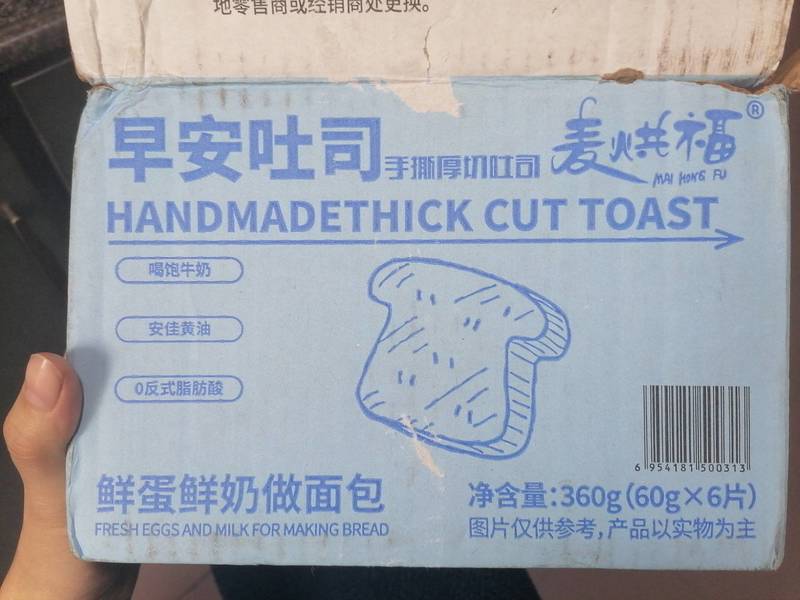 地零售商或经销商处更换。
早安吐司 手撕厚切吐司 麦烘福®
MAI HONG FU
HANDMADETHICK CUT TOAST
喝饱牛奶
安佳黄油
0反式脂肪酸
6 954181 500313
鲜蛋鲜奶做面包
FRESH EGGS AND MILK FOR MAKING BREAD
净含量:360g(60g×6片)
图片仅供参考,产品以实物为主